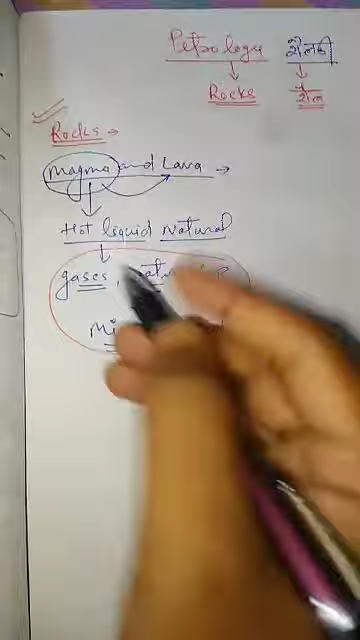 Petrology शैलकी
Rocks शैल
Rocks →
Magma and Lava →
Hot liquid Natural
gases,